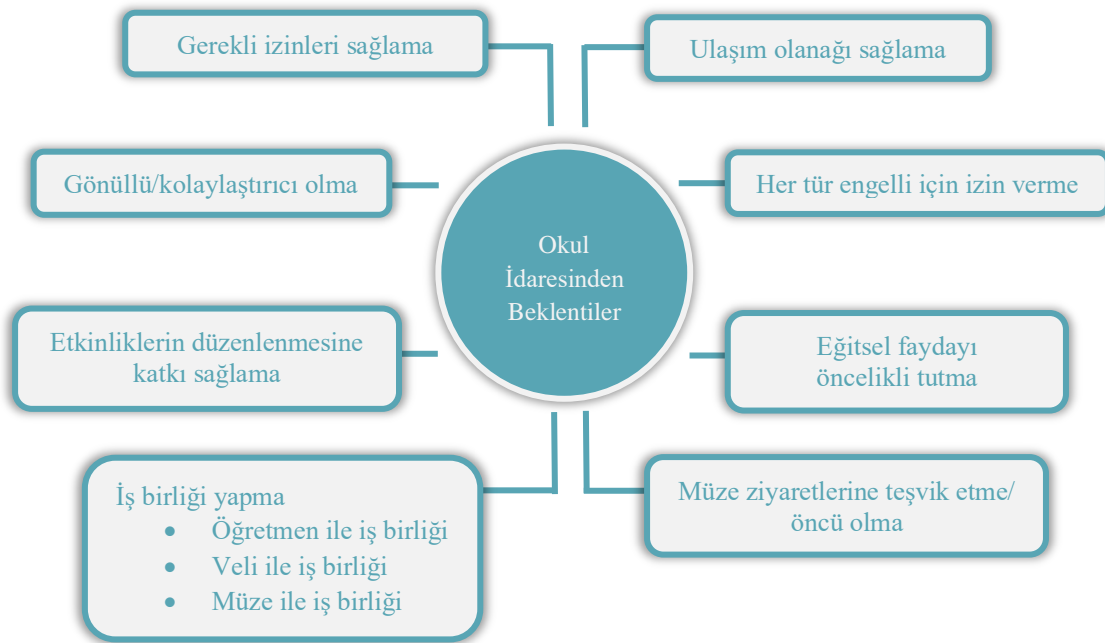 Gerekli izinleri sağlama
Ulaşım olanağı sağlama
Gönüllü/kolaylaştırıcı olma
Her tür engelli için izin verme
Okul
İdaresinden
Beklentiler
Etkinliklerin düzenlenmesine
katkı sağlama
Eğitsel faydayı
öncelikli tutma
İş birliği yapma
• Öğretmen ile iş birliği
• Veli ile iş birliği
• Müze ile iş birliği
Müze ziyaretlerine teşvik etme/
öncü olma